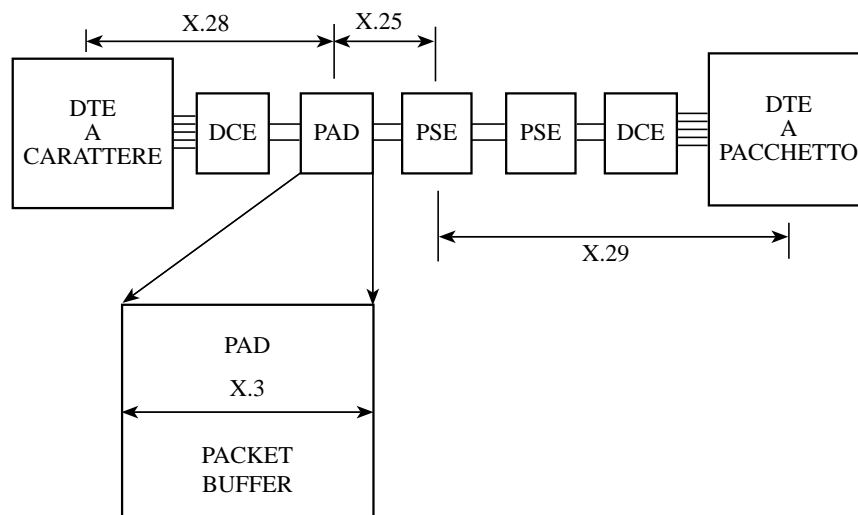 X.28
X.25
DTE
A
CARATTERE
DCE
PAD
PSE
PSE
DCE
DTE
A
PACCHETTO
X.29
PAD
X.3
PACKET
BUFFER